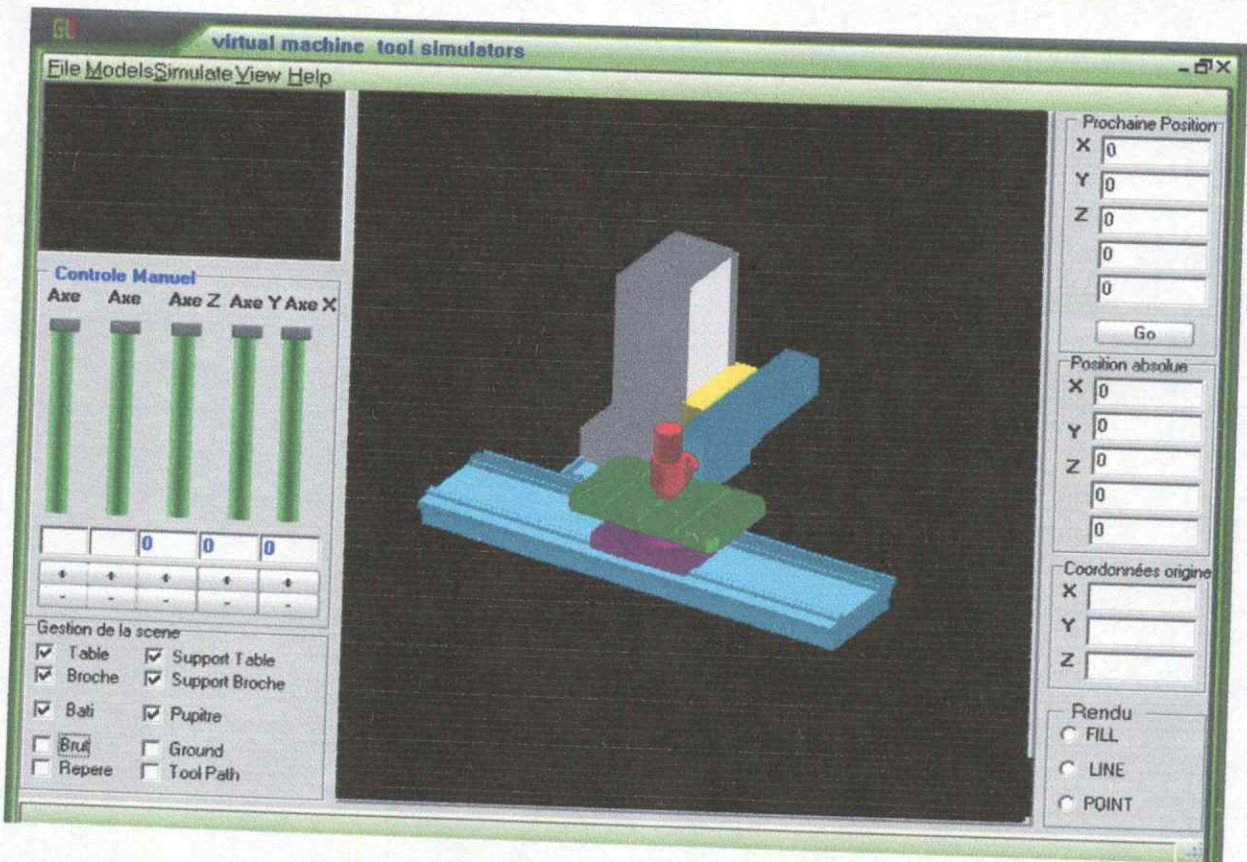 GL
virtual machine tool simulators
File Models Simulate View Help
Controle Manuel
Axe Axe Axe Z Axe Y Axe X
0 0 0
+ + + + +
- - - - -
Gestion de la scene
Table Support Table
Broche Support Broche
Bati Pupitre
Bruit Ground
Repere Tool Path
Prochaine Position
X 0
Y 0
Z 0
0
0
Go
Position absolue
X 0
Y 0
Z 0
0
0
Coordonnées origine
X
Y
Z
Rendu
FILL
LINE
POINT